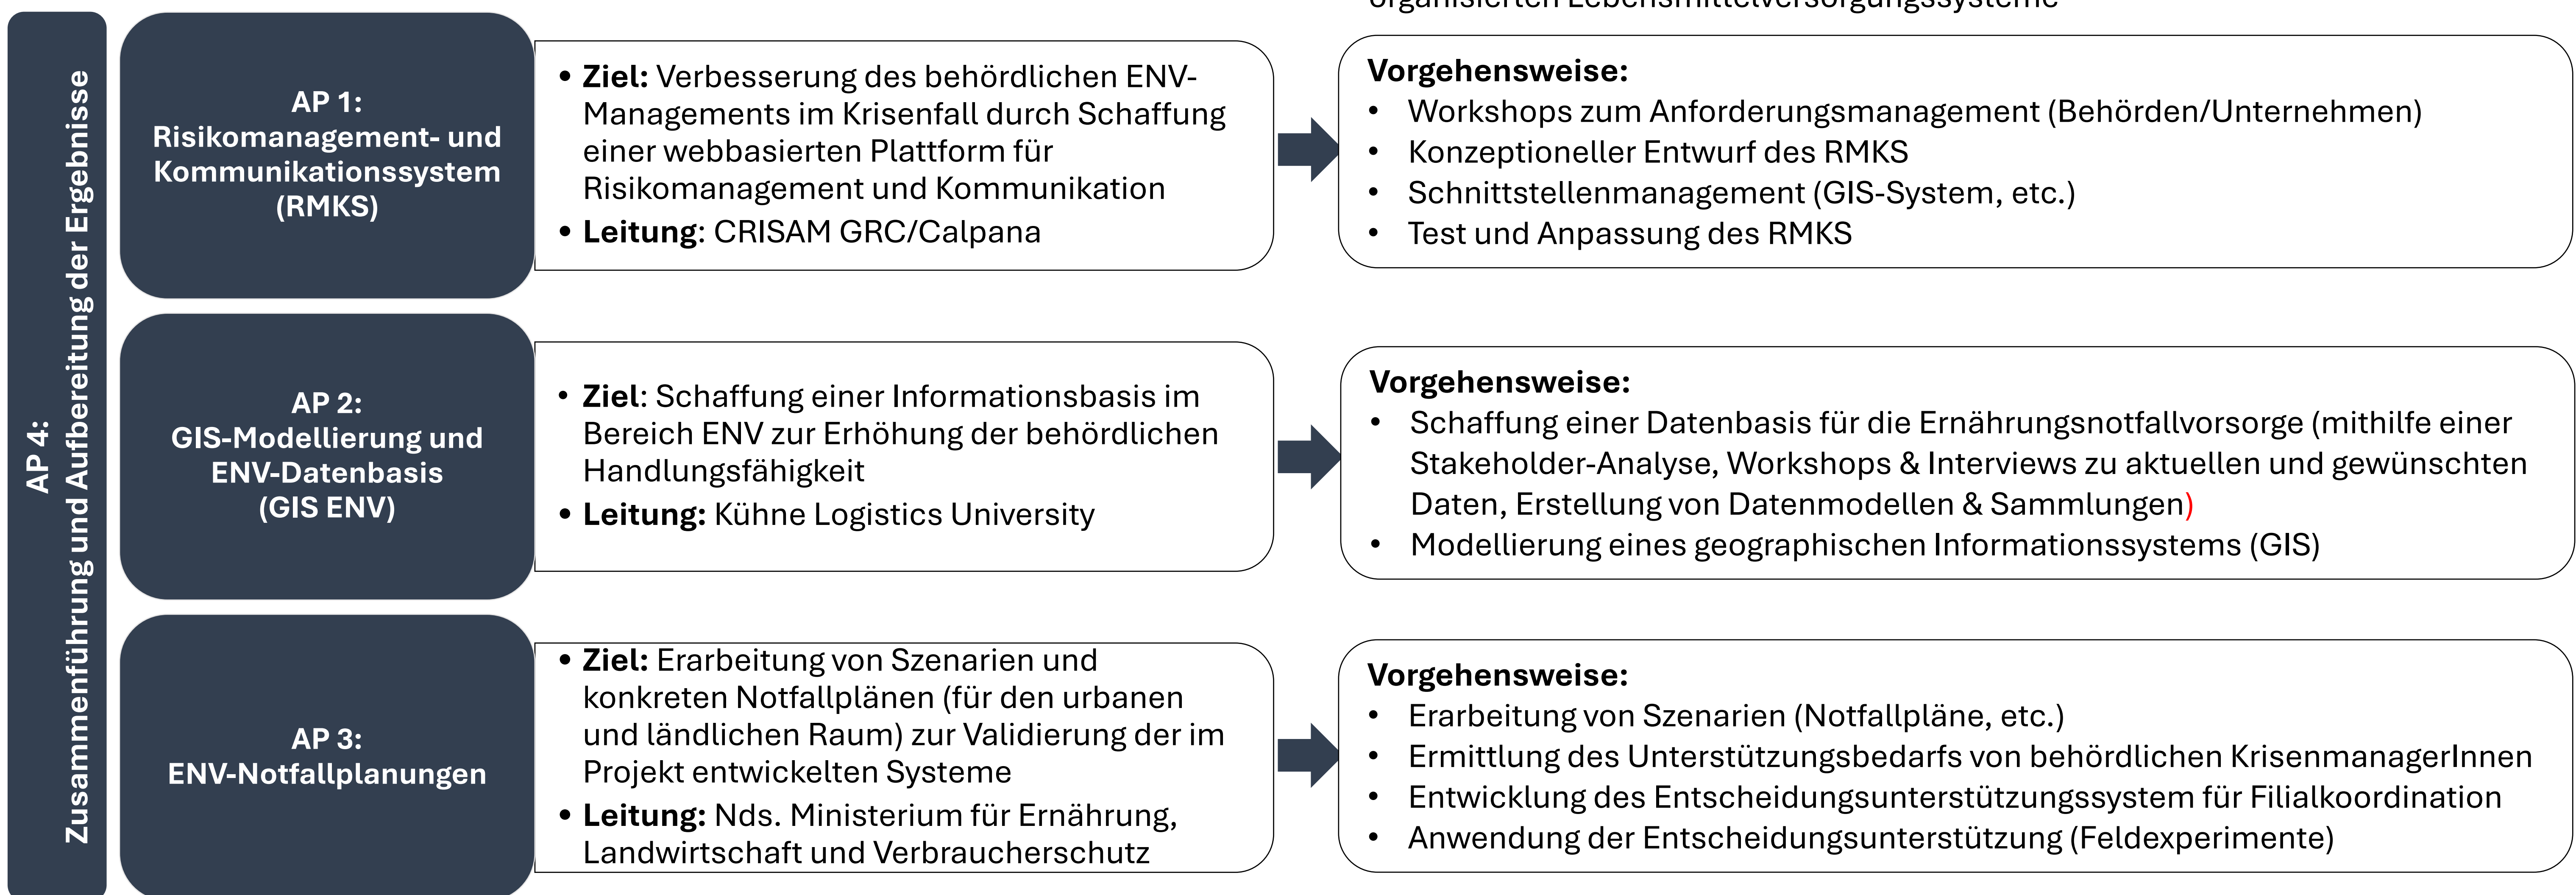 organisierten Lebensmittelversorgungssysteme
AP 4:
Zusammenführung und Aufbereitung der Ergebnisse
AP 1:
Risikomanagement- und
Kommunikationssystem
(RMKS)
• Ziel: Verbesserung des behördlichen ENV-
Managements im Krisenfall durch Schaffung
einer webbasierten Plattform für
Risikomanagement und Kommunikation
• Leitung: CRISAM GRC/Calpana
Vorgehensweise:
• Workshops zum Anforderungsmanagement (Behörden/Unternehmen)
• Konzeptioneller Entwurf des RMKS
• Schnittstellenmanagement (GIS-System, etc.)
• Test und Anpassung des RMKS
AP 2:
GIS-Modellierung und
ENV-Datenbasis
(GIS ENV)
• Ziel: Schaffung einer Informationsbasis im
Bereich ENV zur Erhöhung der behördlichen
Handlungsfähigkeit
• Leitung: Kühne Logistics University
Vorgehensweise:
• Schaffung einer Datenbasis für die Ernährungsnotfallvorsorge (mithilfe einer
Stakeholder-Analyse, Workshops & Interviews zu aktuellen und gewünschten
Daten, Erstellung von Datenmodellen & Sammlungen)
• Modellierung eines geographischen Informationssystems (GIS)
AP 3:
ENV-Notfallplanungen
• Ziel: Erarbeitung von Szenarien und
konkreten Notfallplänen (für den urbanen
und ländlichen Raum) zur Validierung der im
Projekt entwickelten Systeme
• Leitung: Nds. Ministerium für Ernährung,
Landwirtschaft und Verbraucherschutz
Vorgehensweise:
• Erarbeitung von Szenarien (Notfallpläne, etc.)
• Ermittlung des Unterstützungsbedarfs von behördlichen KrisenmanagerInnen
• Entwicklung des Entscheidungsunterstützungssystem für Filialkoordination
• Anwendung der Entscheidungsunterstützung (Feldexperimente)